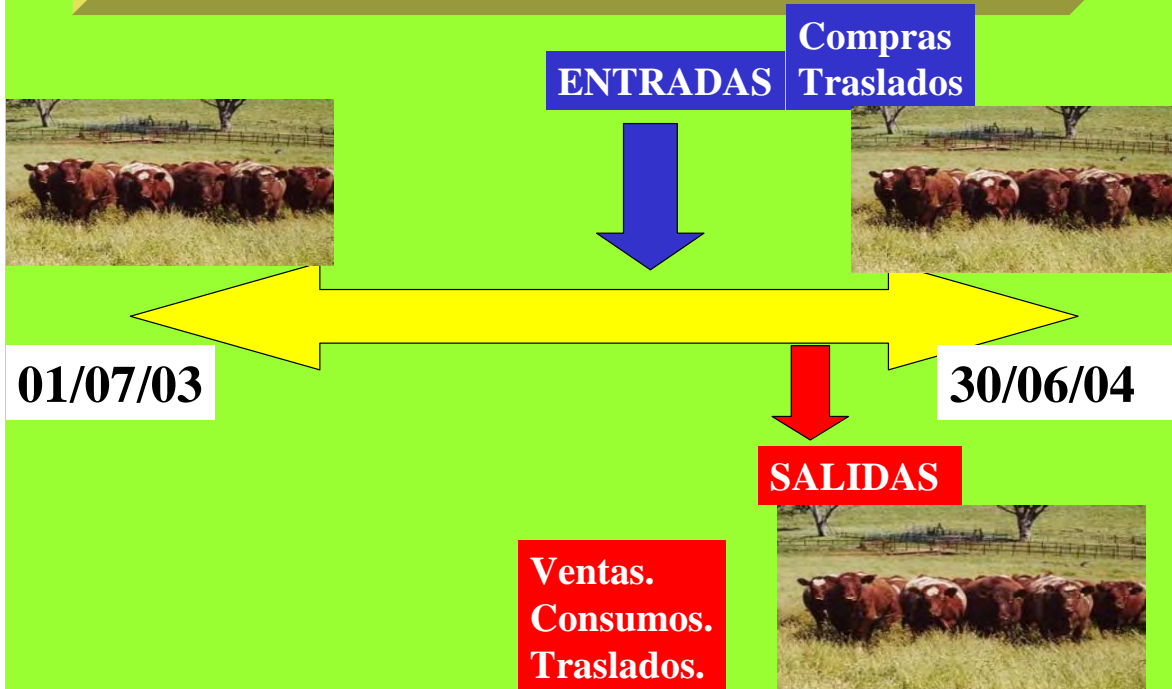 Compras
ENTRADAS Traslados
01/07/03
30/06/04
SALIDAS
Ventas.
Consumos.
Traslados.